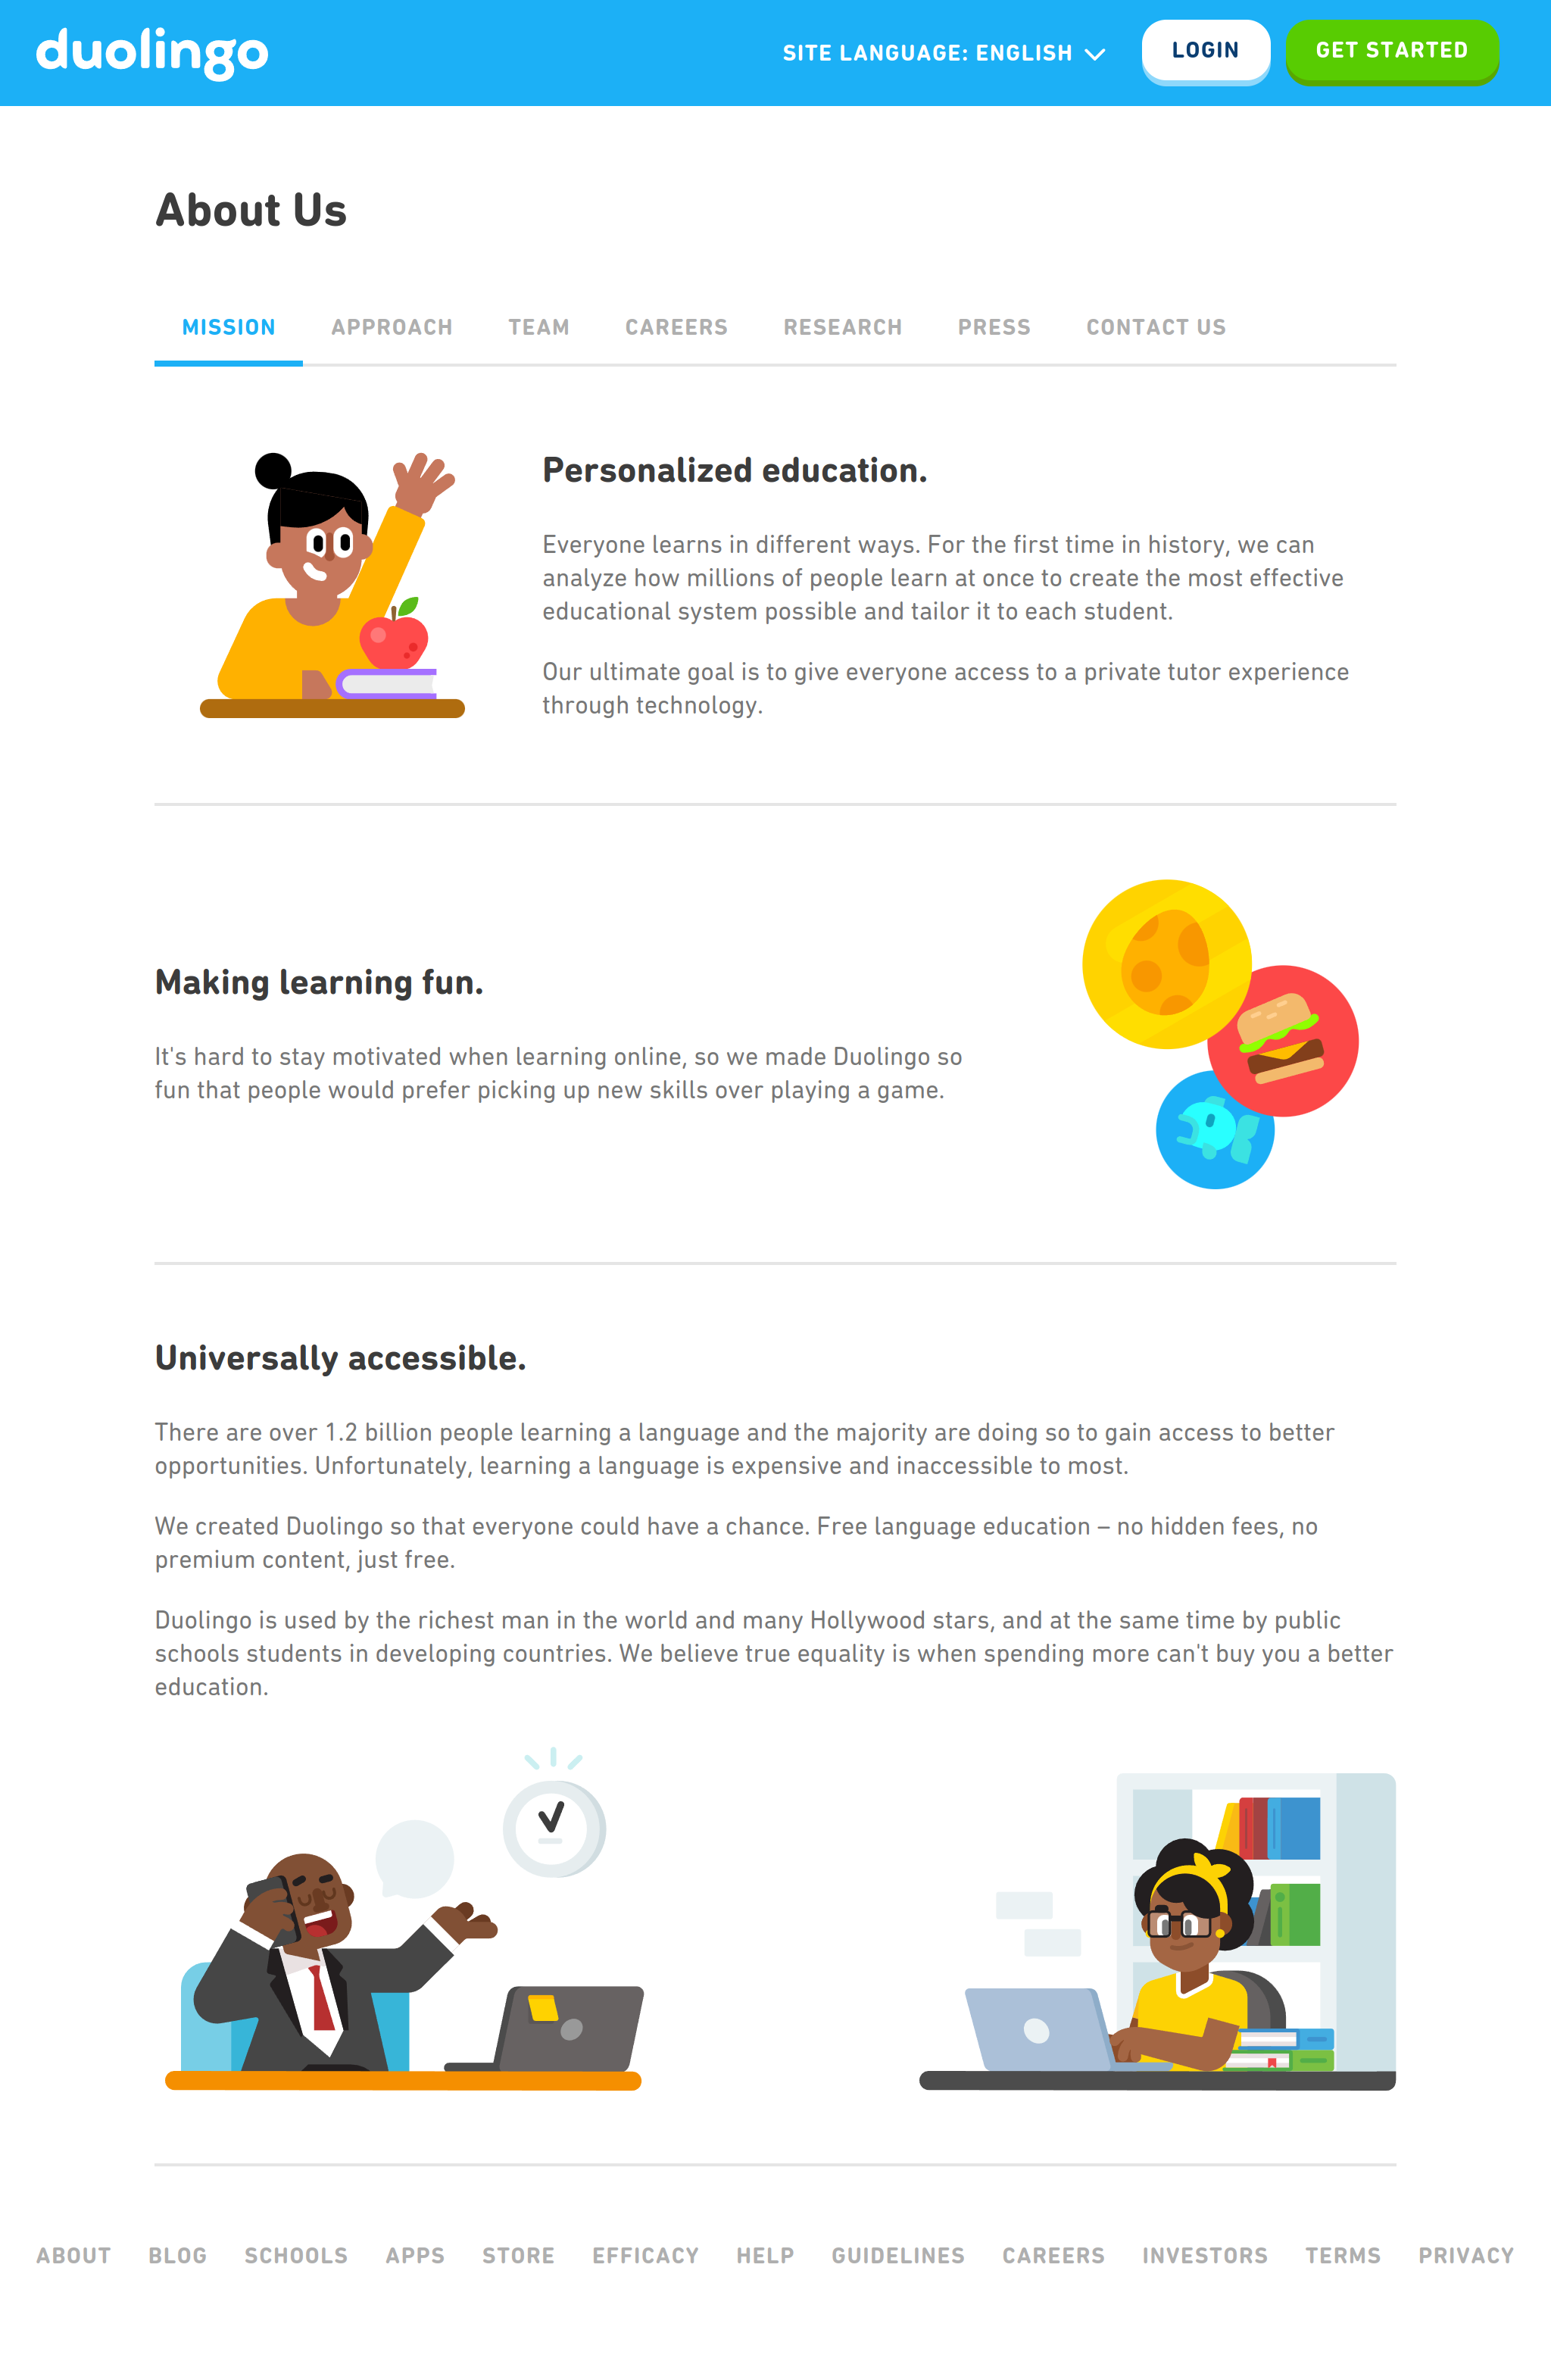 duolingo
SITE LANGUAGE: ENGLISH
LOGIN
GET STARTED
About Us
MISSION APPROACH TEAM CAREERS RESEARCH PRESS CONTACT US
Personalized education.
Everyone learns in different ways. For the first time in history, we can
analyze how millions of people learn at once to create the most effective
educational system possible and tailor it to each student.
Our ultimate goal is to give everyone access to a private tutor experience
through technology.
Making learning fun.
It's hard to stay motivated when learning online, so we made Duolingo so
fun that people would prefer picking up new skills over playing a game.
Universally accessible.
There are over 1.2 billion people learning a language and the majority are doing so to gain access to better
opportunities. Unfortunately, learning a language is expensive and inaccessible to most.
We created Duolingo so that everyone could have a chance. Free language education – no hidden fees, no
premium content, just free.
Duolingo is used by the richest man in the world and many Hollywood stars, and at the same time by public
schools students in developing countries. We believe true equality is when spending more can't buy you a better
education.
ABOUT BLOG SCHOOLS APPS STORE EFFICACY HELP GUIDELINES CAREERS INVESTORS TERMS PRIVACY